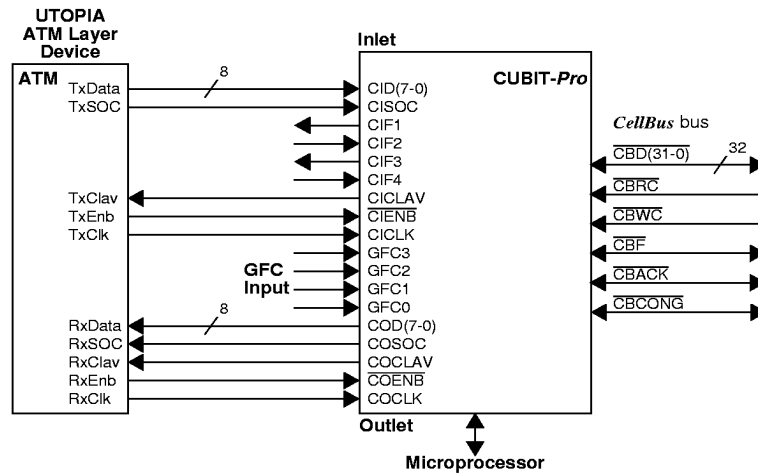 UTOPIA
ATM Layer
Device
ATM
TxData
TxSOC
TxClav
TxEnb
TxClk
RxData
RxSOC
RxClav
RxEnb
RxClk
8
8
GFC
Input
Inlet
CUBIT-Pro
CID(7-0)
CISOC
CIF1
CIF2
CIF3
CIF4
CICLAV
CIENB
CICLK
GFC3
GFC2
GFC1
GFC0
COD(7-0)
COSOC
COCLAV
COENB
COCLK
Outlet
Microprocessor
CellBus bus
CBD(31-0)
32
CBRC
CBWC
CBF
CBACK
CBCONG